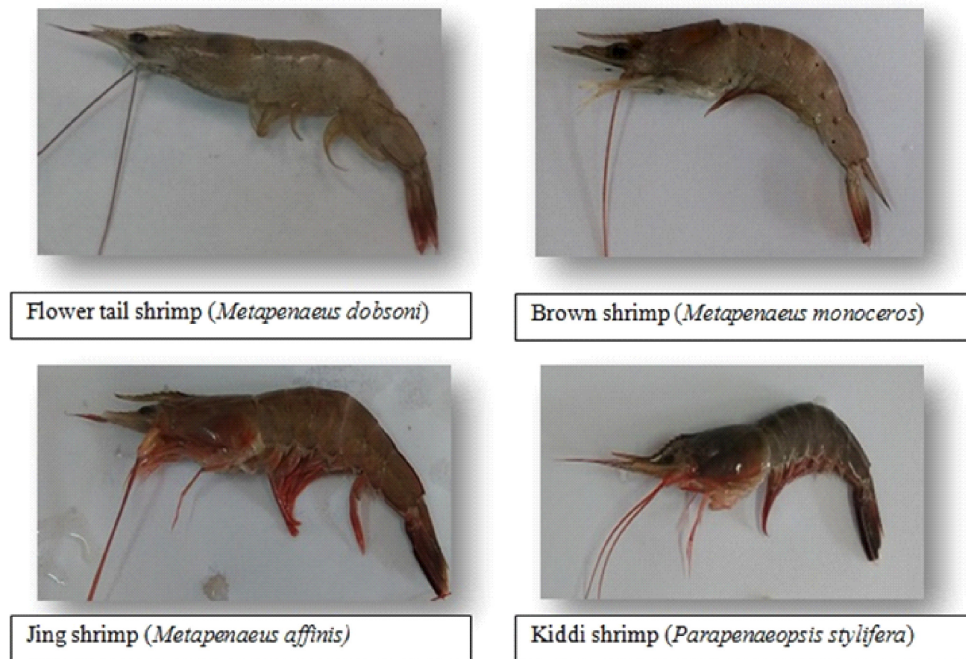 Flower tail shrimp (Metapenaeus dobsoni)
Brown shrimp (Metapenaeus monoceros)
Jing shrimp (Metapenaeus affinis)
Kiddi shrimp (Parapenaeopsis stylifera)